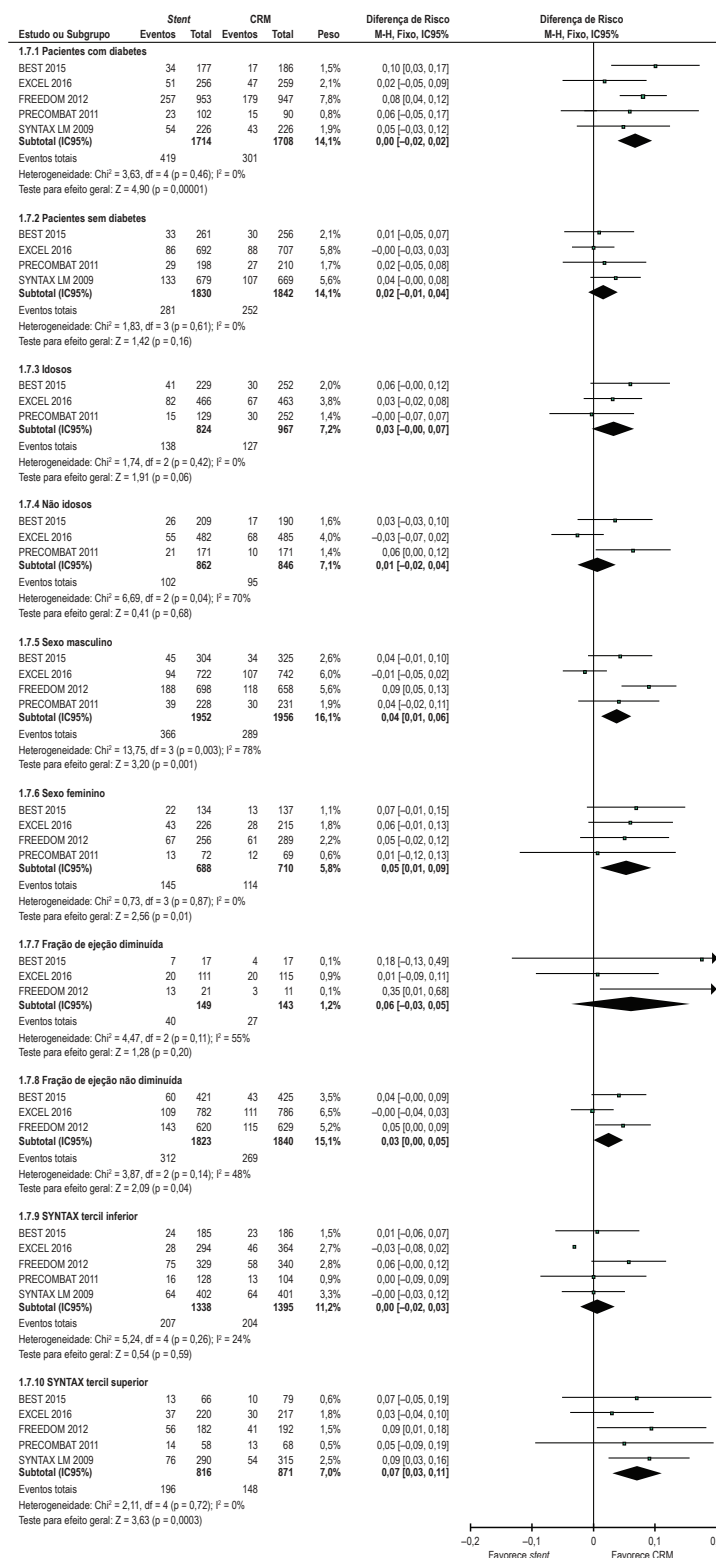 Stent CRM Diferença de Risco Diferença de Risco
Estudo ou Subgrupo Eventos Total Eventos Total Peso M-H, Fixo, IC95% M-H, Fixo, IC95%
1.7.1 Pacientes com diabetes
BEST 2015 34 177 17 186 1,5% 0,10 [0,03, 0,17]
EXCEL 2016 51 256 47 259 2,1% 0,02 [–0,05, 0,09]
FREEDOM 2012 257 953 179 947 7,8% 0,08 [0,04, 0,12]
PRECOMBAT 2011 23 102 15 90 0,8% 0,06 [–0,05, 0,17]
SYNTAX LM 2009 54 226 43 226 1,9% 0,05 [–0,03, 0,12]
Subtotal (IC95%) 1714 1708 14,1% 0,00 [–0,02, 0,02]
Eventos totais 419 301
Heterogeneidade: Chi² = 3,63, df = 4 (p = 0,46); I² = 0%
Teste para efeito geral: Z = 4,90 (p = 0,00001)
1.7.2 Pacientes sem diabetes
BEST 2015 33 261 30 256 2,1% 0,01 [–0,05, 0,07]
EXCEL 2016 86 692 88 707 5,8% –0,00 [–0,03, 0,03]
PRECOMBAT 2011 29 198 27 210 1,7% 0,02 [–0,05, 0,08]
SYNTAX LM 2009 133 679 107 669 5,6% 0,04 [–0,00, 0,08]
Subtotal (IC95%) 1830 1842 14,1% 0,02 [–0,01, 0,04]
Eventos totais 281 252
Heterogeneidade: Chi² = 1,83, df = 3 (p = 0,61); I² = 0%
Teste para efeito geral: Z = 1,42 (p = 0,16)
1.7.3 Idosos
BEST 2015 41 229 30 252 2,0% 0,06 [–0,00, 0,12]
EXCEL 2016 82 466 67 463 3,8% 0,03 [–0,02, 0,08]
PRECOMBAT 2011 15 129 30 252 1,4% –0,00 [–0,07, 0,07]
Subtotal (IC95%) 824 967 7,2% 0,03 [–0,00, 0,07]
Eventos totais 138 127
Heterogeneidade: Chi² = 1,74, df = 2 (p = 0,42); I² = 0%
Teste para efeito geral: Z = 1,91 (p = 0,06)
1.7.4 Não idosos
BEST 2015 26 209 17 190 1,6% 0,03 [–0,03, 0,10]
EXCEL 2016 55 482 68 485 4,0% –0,03 [–0,07, 0,02]
PRECOMBAT 2011 21 171 10 171 1,4% 0,06 [0,00, 0,12]
Subtotal (IC95%) 862 846 7,1% 0,01 [–0,02, 0,04]
Eventos totais 102 95
Heterogeneidade: Chi² = 6,69, df = 2 (p = 0,04); I² = 70%
Teste para efeito geral: Z = 0,41 (p = 0,68)
1.7.5 Sexo masculino
BEST 2015 45 304 34 325 2,6% 0,04 [–0,01, 0,10]
EXCEL 2016 94 722 107 742 6,0% –0,01 [–0,05, 0,02]
FREEDOM 2012 188 698 118 658 5,6% 0,09 [0,05, 0,13]
PRECOMBAT 2011 39 228 30 231 1,9% 0,04 [–0,02, 0,11]
Subtotal (IC95%) 1952 1956 16,1% 0,04 [0,01, 0,06]
Eventos totais 366 289
Heterogeneidade: Chi² = 13,75, df = 3 (p = 0,003); I² = 78%
Teste para efeito geral: Z = 3,20 (p = 0,001)
1.7.6 Sexo feminino
BEST 2015 22 134 13 137 1,1% 0,07 [–0,01, 0,15]
EXCEL 2016 43 226 28 215 1,8% 0,06 [–0,01, 0,13]
FREEDOM 2012 67 256 61 289 2,2% 0,05 [–0,02, 0,12]
PRECOMBAT 2011 13 72 12 69 0,6% 0,01 [–0,12, 0,13]
Subtotal (IC95%) 688 710 5,8% 0,05 [0,01, 0,09]
Eventos totais 145 114
Heterogeneidade: Chi² = 0,73, df = 3 (p = 0,87); I² = 0%
Teste para efeito geral: Z = 2,56 (p = 0,01)
1.7.7 Fração de ejeção diminuída
BEST 2015 7 17 4 17 0,1% 0,18 [–0,13, 0,49]
EXCEL 2016 20 111 20 115 0,9% 0,01 [–0,09, 0,11]
FREEDOM 2012 13 21 3 11 0,1% 0,35 [0,01, 0,68]
Subtotal (IC95%) 149 143 1,2% 0,06 [–0,03, 0,05]
Eventos totais 40 27
Heterogeneidade: Chi² = 4,47, df = 2 (p = 0,11); I² = 55%
Teste para efeito geral: Z = 1,28 (p = 0,20)
1.7.8 Fração de ejeção não diminuída
BEST 2015 60 421 43 425 3,5% 0,04 [–0,00, 0,09]
EXCEL 2016 109 782 111 786 6,5% –0,00 [–0,04, 0,03]
FREEDOM 2012 143 620 115 629 5,2% 0,05 [0,00, 0,09]
Subtotal (IC95%) 1823 1840 15,1% 0,03 [0,00, 0,05]
Eventos totais 312 269
Heterogeneidade: Chi² = 3,87, df = 2 (p = 0,14); I² = 48%
Teste para efeito geral: Z = 2,09 (p = 0,04)
1.7.9 SYNTAX tercil inferior
BEST 2015 24 185 23 186 1,5% 0,01 [–0,06, 0,07]
EXCEL 2016 28 294 46 364 2,7% –0,03 [–0,08, 0,02]
FREEDOM 2012 75 329 58 340 2,8% 0,06 [–0,00, 0,12]
PRECOMBAT 2011 16 128 13 104 0,9% 0,00 [–0,09, 0,09]
SYNTAX LM 2009 64 402 64 401 3,3% –0,00 [–0,03, 0,12]
Subtotal (IC95%) 1338 1395 11,2% 0,00 [–0,02, 0,03]
Eventos totais 207 204
Heterogeneidade: Chi² = 5,24, df = 4 (p = 0,26); I² = 24%
Teste para efeito geral: Z = 0,54 (p = 0,59)
1.7.10 SYNTAX tercil superior
BEST 2015 13 66 10 79 0,6% 0,07 [–0,05, 0,19]
EXCEL 2016 37 220 30 217 1,8% 0,03 [–0,04, 0,10]
FREEDOM 2012 56 182 41 192 1,5% 0,09 [0,01, 0,18]
PRECOMBAT 2011 14 58 13 68 0,5% 0,05 [–0,09, 0,19]
SYNTAX LM 2009 76 290 54 315 2,5% 0,09 [0,03, 0,16]
Subtotal (IC95%) 816 871 7,0% 0,07 [0,03, 0,11]
Eventos totais 196 148
Heterogeneidade: Chi² = 2,11, df = 4 (p = 0,72); I² = 0%
Teste para efeito geral: Z = 3,63 (p = 0,0003)
–0,2 –0,1 0 0,1
Favorece stent Favorece CRM